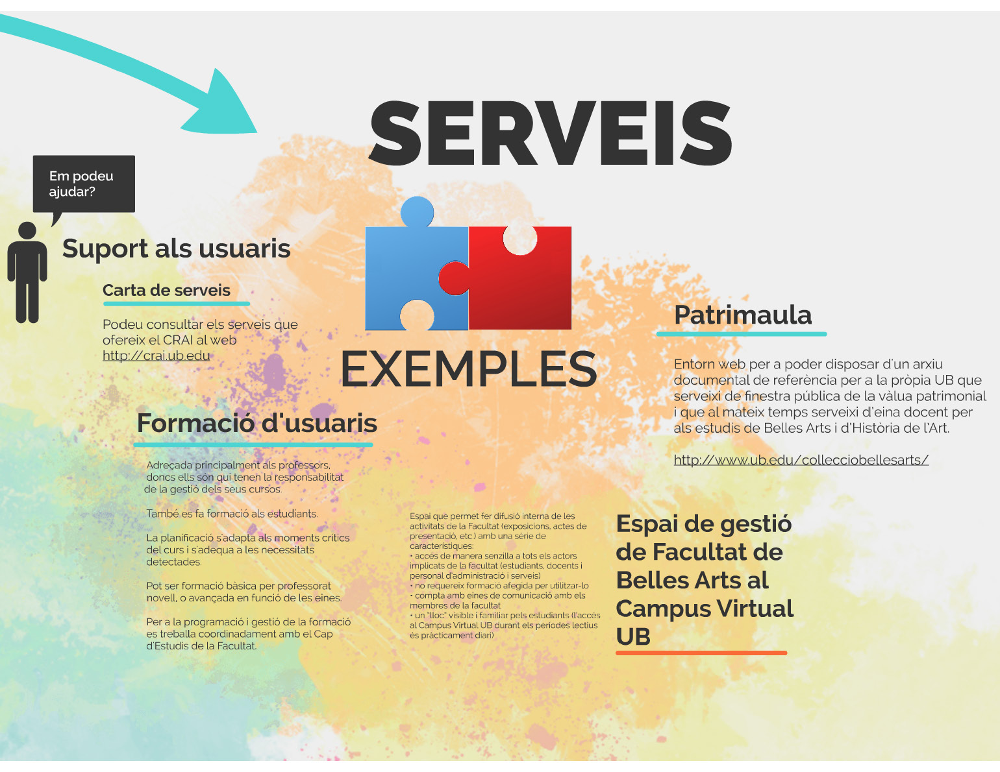 SERVEIS
Em podeu
ajudar?
Suport als usuaris
Carta de serveis
Podeu consultar els serveis que
ofereix el CRAI al web
http://crai.ub.edu
EXEMPLES
Formació d'usuaris
Adreçada principalment als professors,
doncs ells són qui tenen la responsabilitat
de la gestió dels seus cursos.
També es fa formació als estudiants.
La planificació s'adapta als moments crítics
del curs i s'adequa a les necessitats
detectades.
Pot ser formació bàsica per professorat
novell, o avançada en funció de les eines.
Per a la programació i gestió de la formació
es treballa coordinadament amb el Cap
d'Estudis de la Facultat.
Patrimaula
Entorn web per a poder disposar d'un arxiu
documental de referència per a la pròpia UB que
serveixi de finestra pública de la vàlua patrimonial
i que al mateix temps serveixi d'eina docent per
als estudis de Belles Arts i d'Història de l'Art.
http://www.ub.edu/collecciobellesarts/
Espai que permet fer difusió interna de les
activitats de la Facultat (exposicions, actes de
presentació, etc.) amb una sèrie de
característiques:
• accés de manera senzilla a tots els actors
implicats de la facultat (estudiants, docents i
personal d'administració i serveis)
• no requereix formació afegida per utilitzar-lo
• compta amb eines de comunicació amb els
membres de la facultat
• un "lloc" visible i familiar pels estudiants (l'accés
al Campus Virtual UB durant els períodes lectius
és pràcticament diari)
Espai de gestió
de Facultat de
Belles Arts al
Campus Virtual
UB